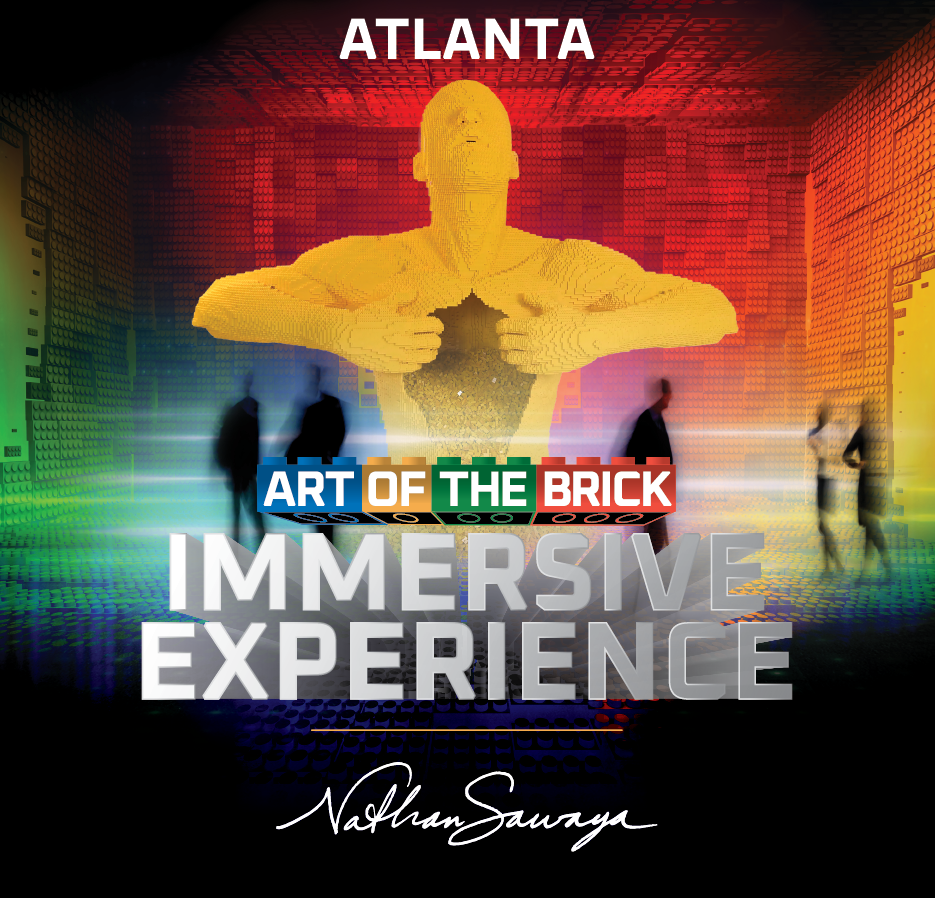 ATLANTA
ART OF THE BRICK
IMMERSIVE
EXPERIENCE
Nathan Sawaya